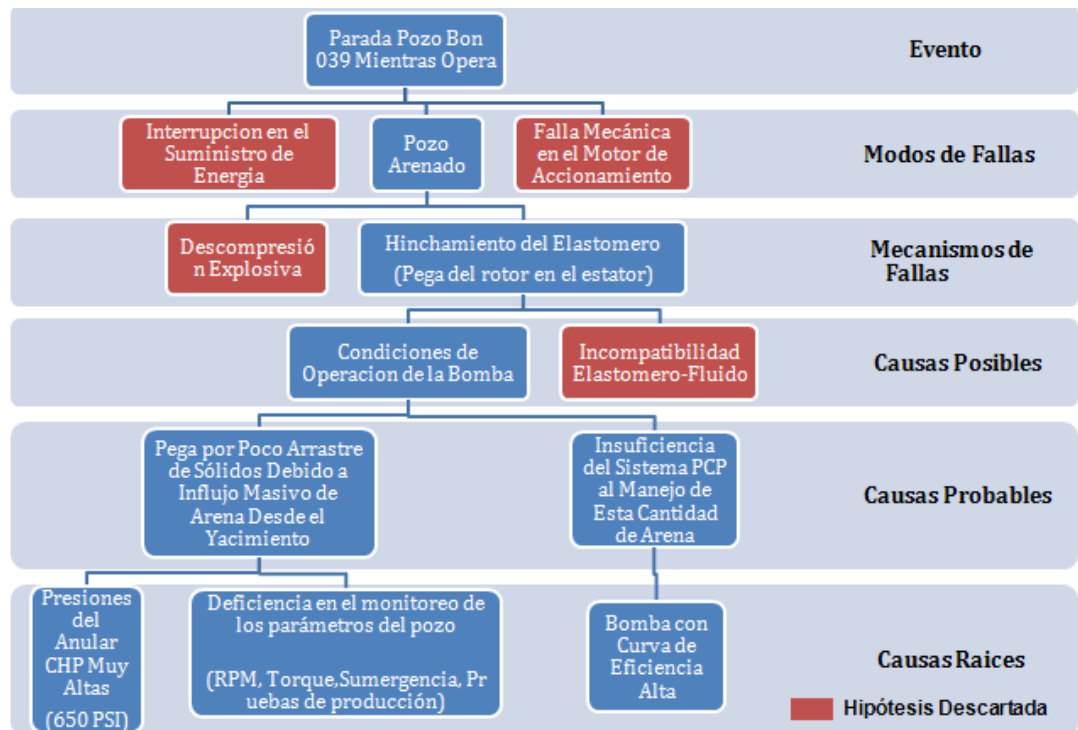 Parada Pozo Bon
039 Mientras Opera
Evento
Interrupcion en el
Suministro de
Energia
Pozo
Arenado
Falla Mecánica
en el Motor de
Accionamiento
Modos de Fallas
Descompresió
n Explosiva
Hinchamiento del Elastomero
(Pega del rotor en el estator)
Mecanismos de
Fallas
Condiciones de
Operacion de la Bomba
Incompatibilidad
Elastomero-Fluido
Causas Posibles
Pega por Poco Arrastre
de Sólidos Debido a
Influjo Masivo de
Arena Desde el
Yacimiento
Insuficiencia
del Sistema PCP
al Manejo de
Esta Cantidad
de Arena
Causas Probables
Presiones
del
Anular
CHP Muy
Altas
(650 PSI)
Deficiencia en el monitoreo de
los parámetros del pozo
(RPM, Torque,Sumergencia, Pr
uebas de producción)
Bomba con
Curva de
Eficiencia
Alta
Causas Raices
Hipótesis Descartada